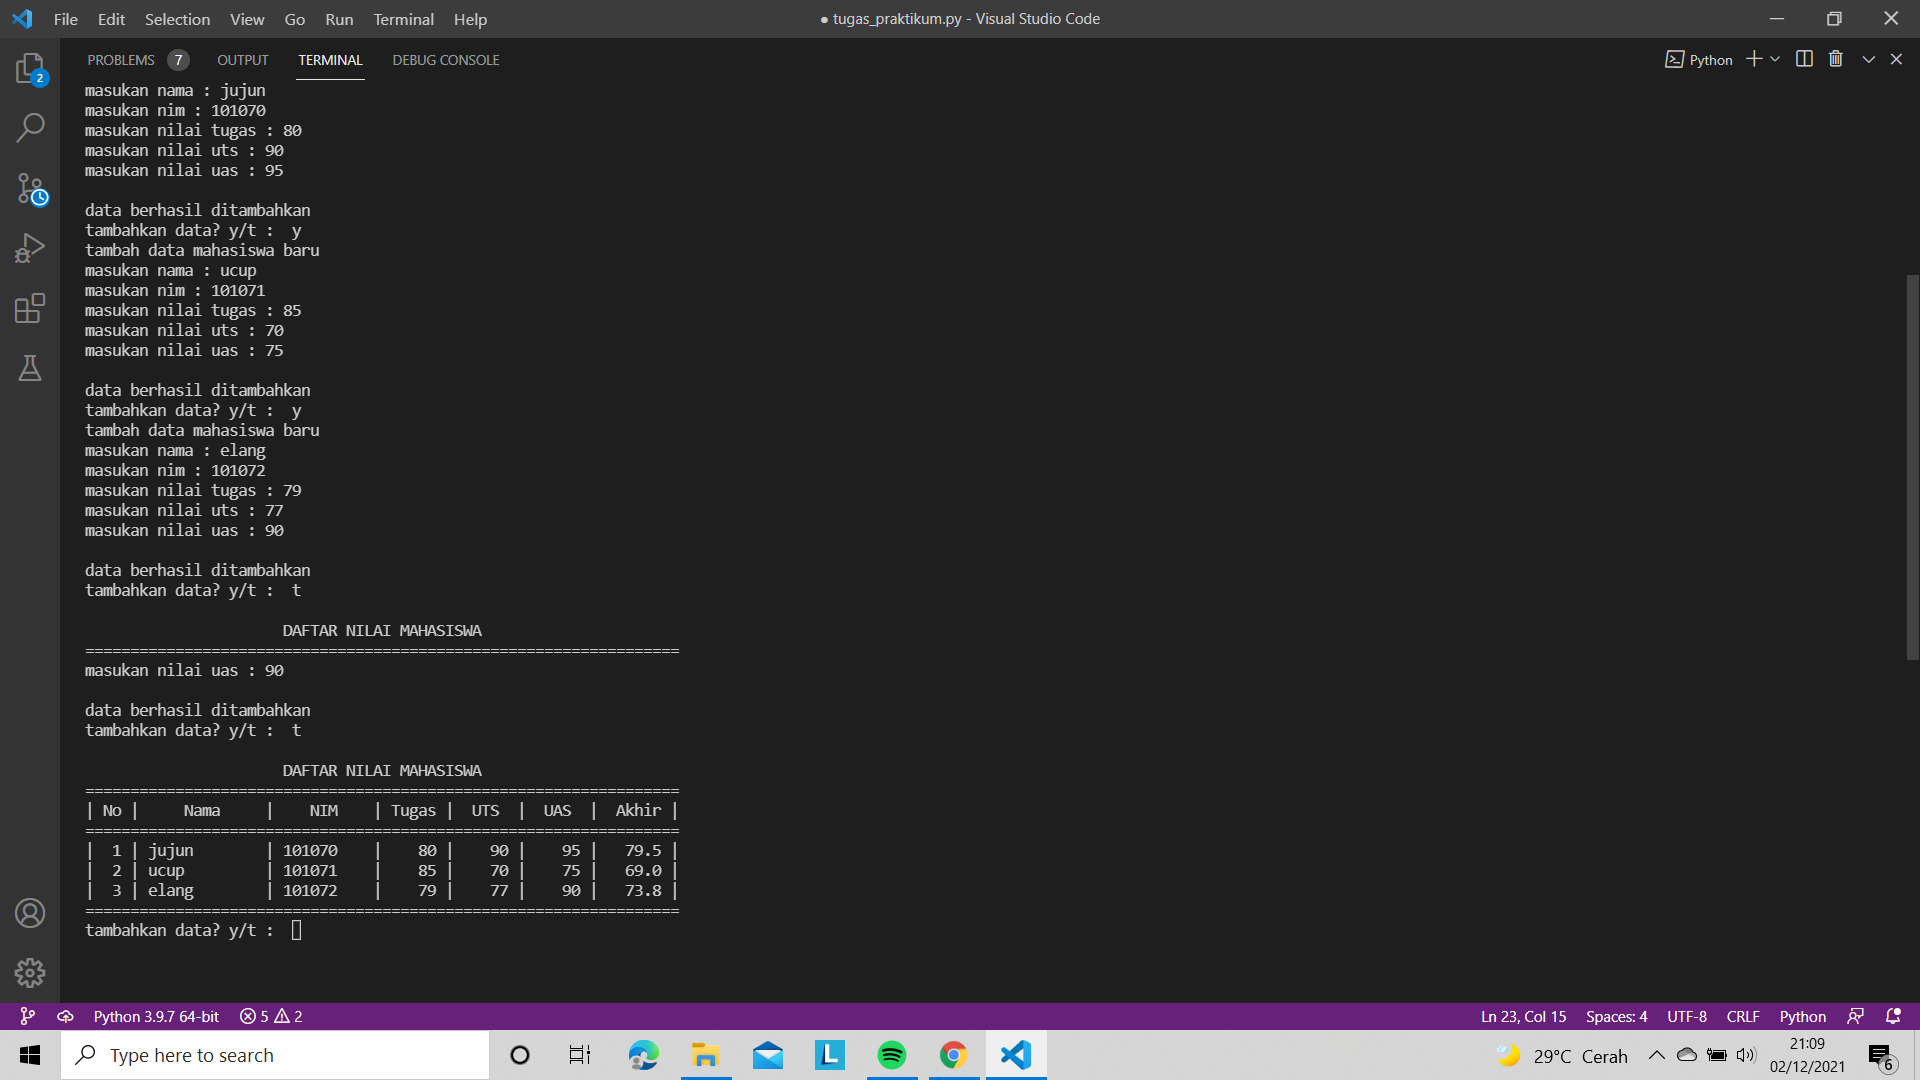 File Edit Selection View Go Run Terminal Help
● tugas_praktikum.py - Visual Studio Code
PROBLEMS 7 OUTPUT TERMINAL DEBUG CONSOLE
Python
2
masukan nama : jujun
masukan nim : 101070
masukan nilai tugas : 80
masukan nilai uts : 90
masukan nilai uas : 95
data berhasil ditambahkan
tambahkan data? y/t :  y
tambah data mahasiswa baru
masukan nama : ucup
masukan nim : 101071
masukan nilai tugas : 85
masukan nilai uts : 70
masukan nilai uas : 75
data berhasil ditambahkan
tambahkan data? y/t :  y
tambah data mahasiswa baru
masukan nama : elang
masukan nim : 101072
masukan nilai tugas : 79
masukan nilai uts : 77
masukan nilai uas : 90
data berhasil ditambahkan
tambahkan data? y/t :  t
DAFTAR NILAI MAHASISWA
==================================================================
masukan nilai uas : 90
data berhasil ditambahkan
tambahkan data? y/t :  t
DAFTAR NILAI MAHASISWA
==================================================================
| No |     Nama     |    NIM    | Tugas |  UTS  |  UAS  |  Akhir |
==================================================================
|  1 | jujun        | 101070    |    80 |    90 |    95 |   79.5 |
|  2 | ucup         | 101071    |    85 |    70 |    75 |   69.0 |
|  3 | elang        | 101072    |    79 |    77 |    90 |   73.8 |
==================================================================
tambahkan data? y/t :
Python 3.9.7 64-bit 5 2 Ln 23, Col 15 Spaces: 4 UTF-8 CRLF Python
Type here to search
L
29°C Cerah
21:09
02/12/2021
6